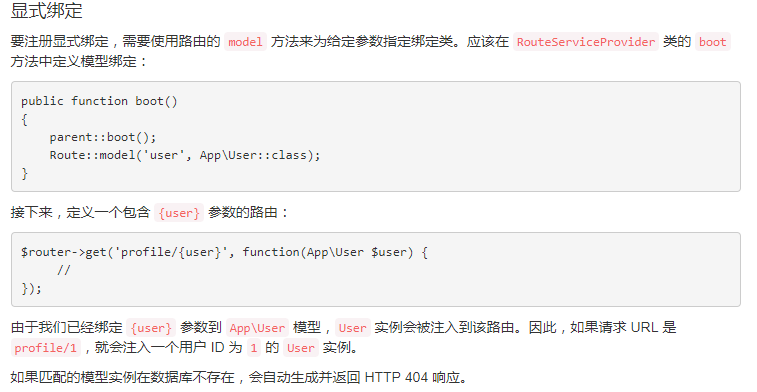 显式绑定
要注册显式绑定，需要使用路由的 model 方法来为给定参数指定绑定类。应该在 RouteServiceProvider 类的 boot
方法中定义模型绑定：
public function boot()
{
    parent::boot();
    Route::model('user', App\User::class);
}
接下来，定义一个包含 {user} 参数的路由：
$router->get('profile/{user}', function(App\User $user) {
     //
});
由于我们已经绑定 {user} 参数到 App\User 模型，User 实例会被注入到该路由。因此，如果请求 URL 是
profile/1，就会注入一个用户 ID 为 1 的 User 实例。
如果匹配的模型实例在数据库不存在，会自动生成并返回 HTTP 404 响应。